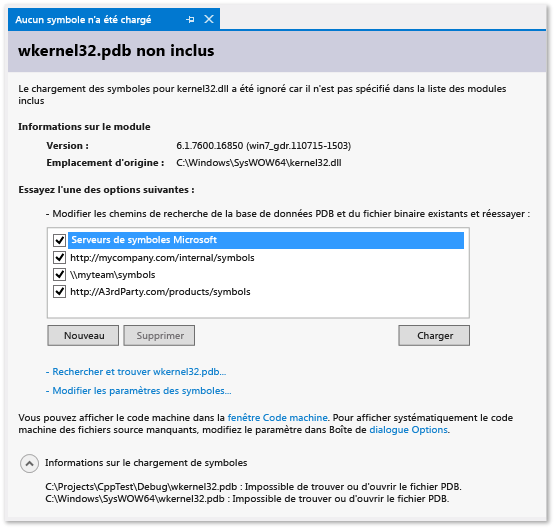 Aucun symbole n'a été chargé
wkernel32.pdb non inclus
Le chargement des symboles pour kernel32.dll a été ignoré car il n'est pas spécifié dans la liste des modules
inclus
Informations sur le module
Version : 6.1.7600.16850 (win7_gdr.110715-1503)
Emplacement d'origine : C:\Windows\SysWOW64\kernel32.dll
Essayez l'une des options suivantes :
- Modifier les chemins de recherche de la base de données PDB et du fichier binaire existants et réessayer :
Serveurs de symboles Microsoft
http://mycompany.com/internal/symbols
\\myteam\symbols
http://A3rdParty.com/products/symbols
Nouveau Supprimer Charger
- Rechercher et trouver wkernel32.pdb...
- Modifier les paramètres des symboles...
Vous pouvez afficher le code machine dans la fenêtre Code machine. Pour afficher systématiquement le code
machine des fichiers source manquants, modifiez le paramètre dans Boîte de dialogue Options.
Informations sur le chargement de symboles
C:\Projects\CppTest\Debug\wkernel32.pdb : Impossible de trouver ou d'ouvrir le fichier PDB.
C:\Windows\SysWOW64\wkernel32.pdb : Impossible de trouver ou d'ouvrir le fichier PDB.